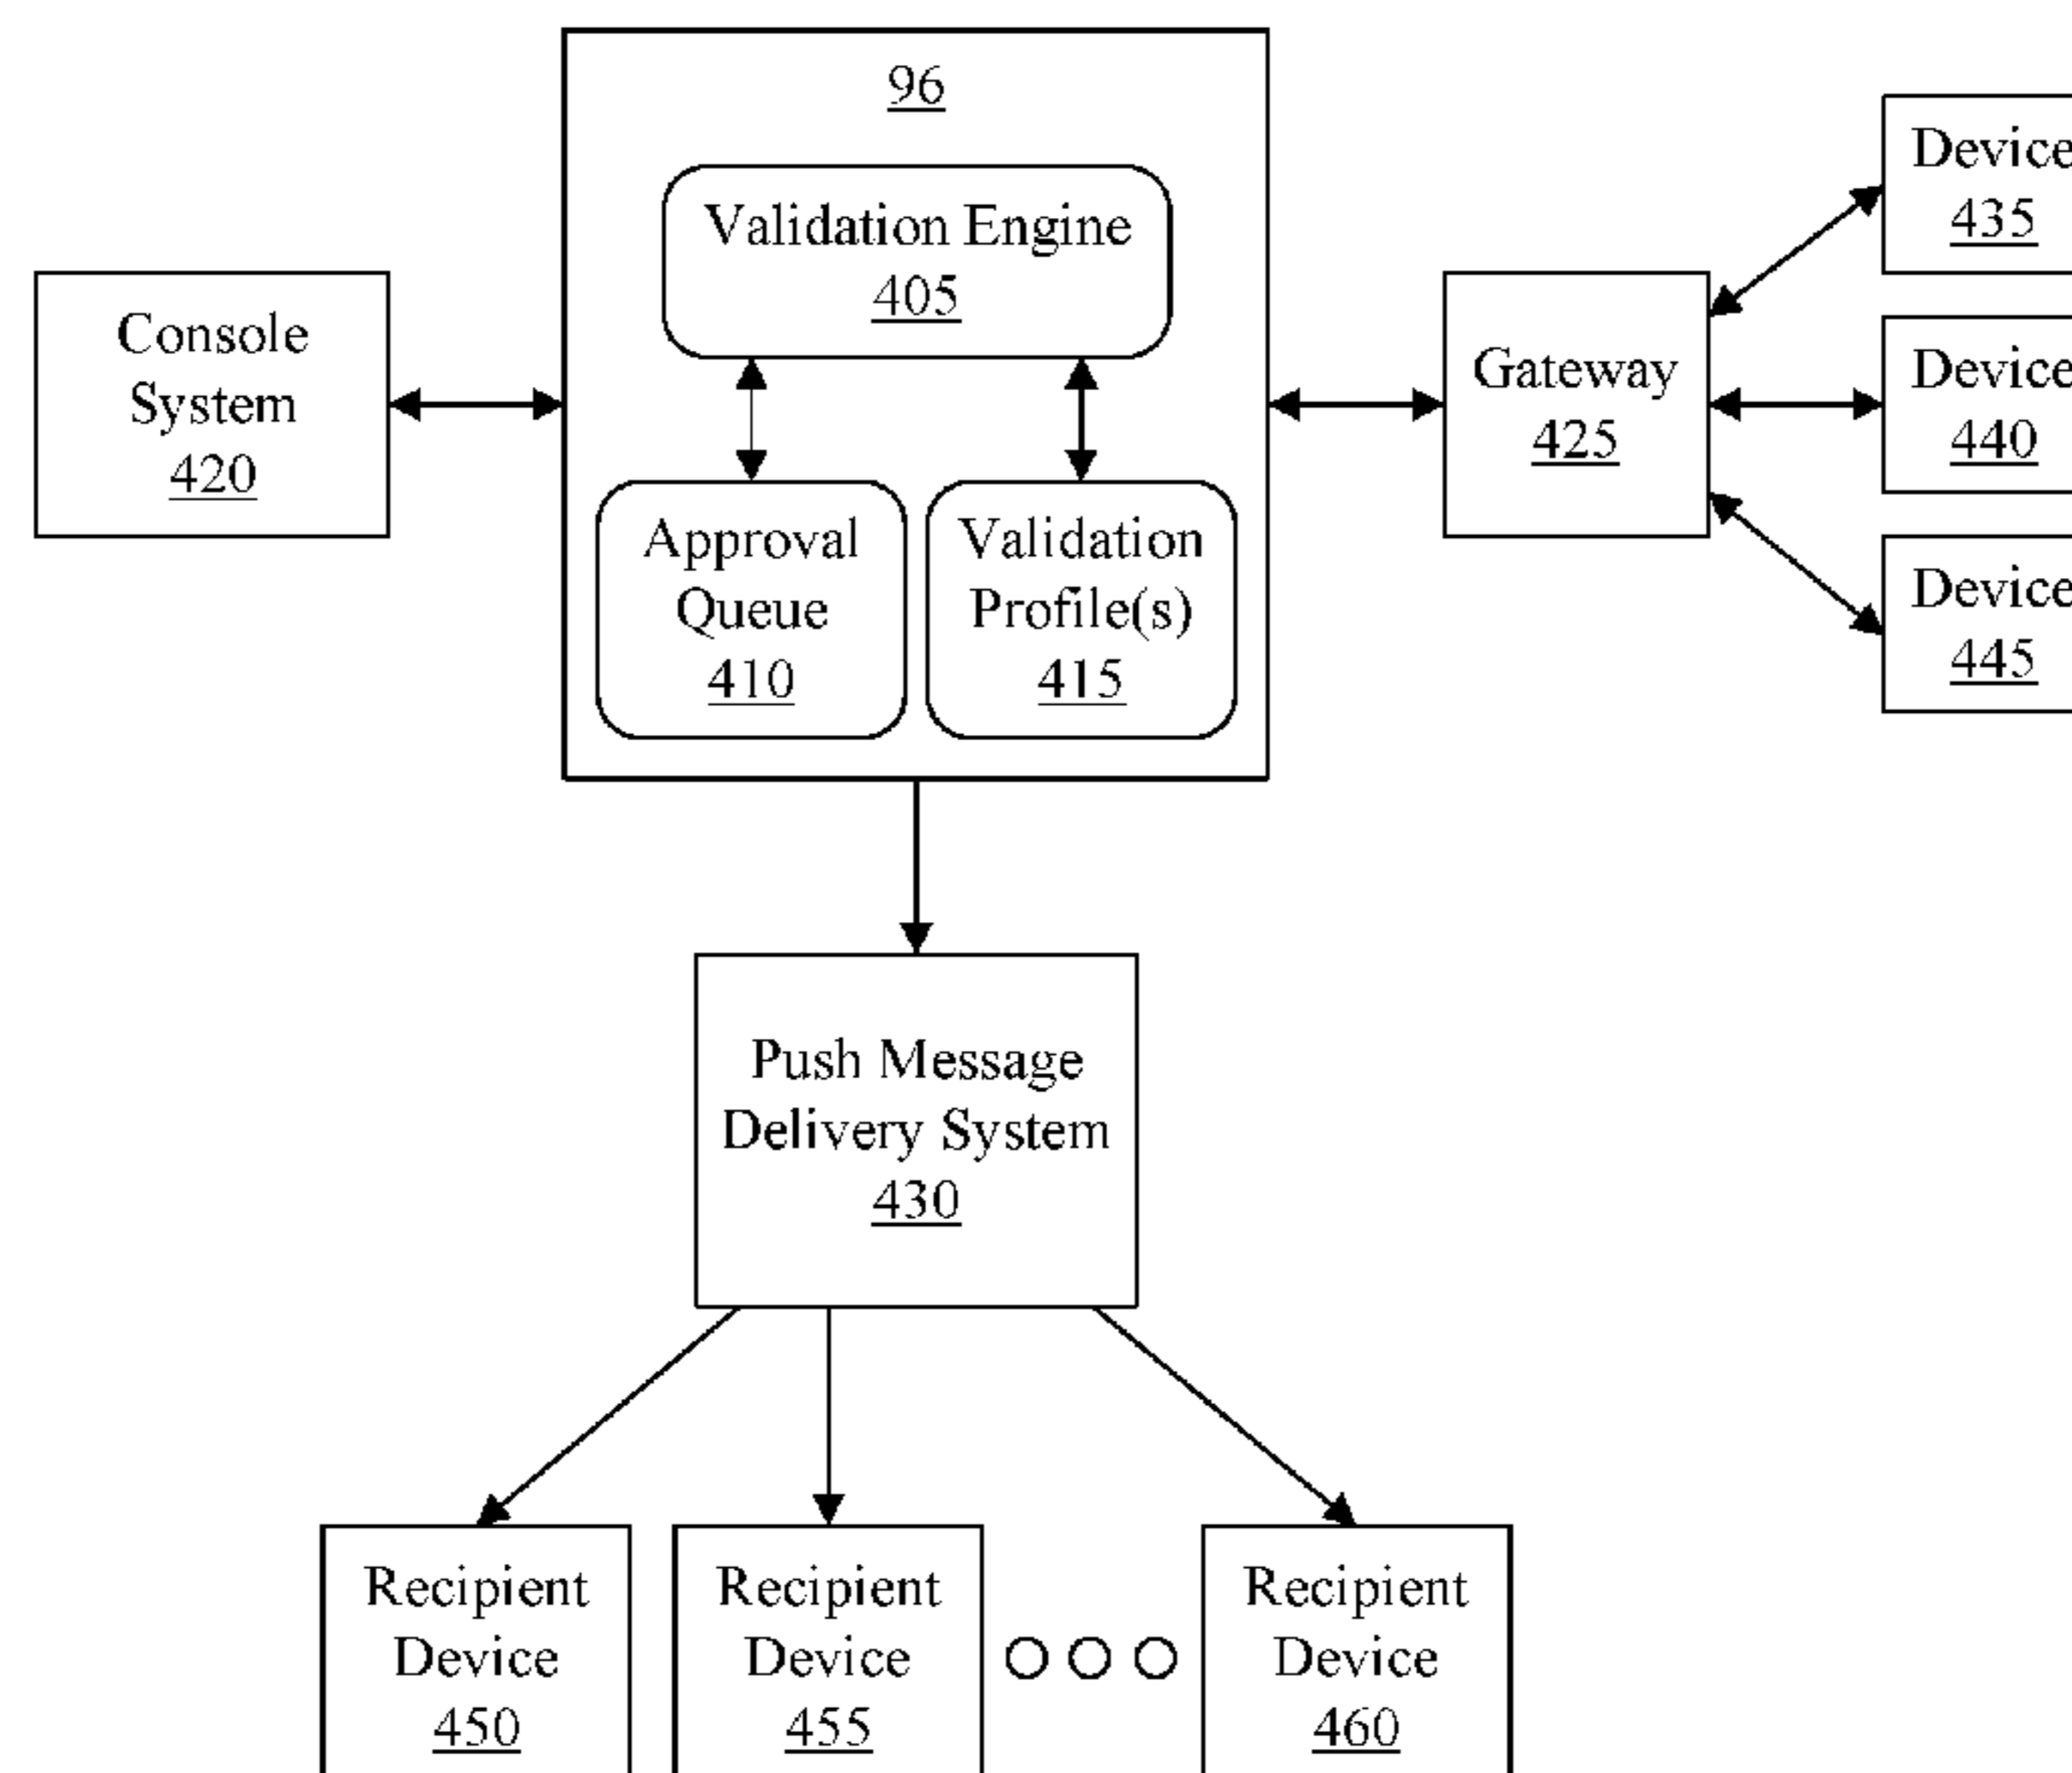 96
Validation Engine
405
Approval
Queue
410
Validation
Profile(s)
415
Console
System
420
Gateway
425
Device
435
Device
440
Device
445
Push Message
Delivery System
430
Recipient
Device
450
Recipient
Device
455
Recipient
Device
460